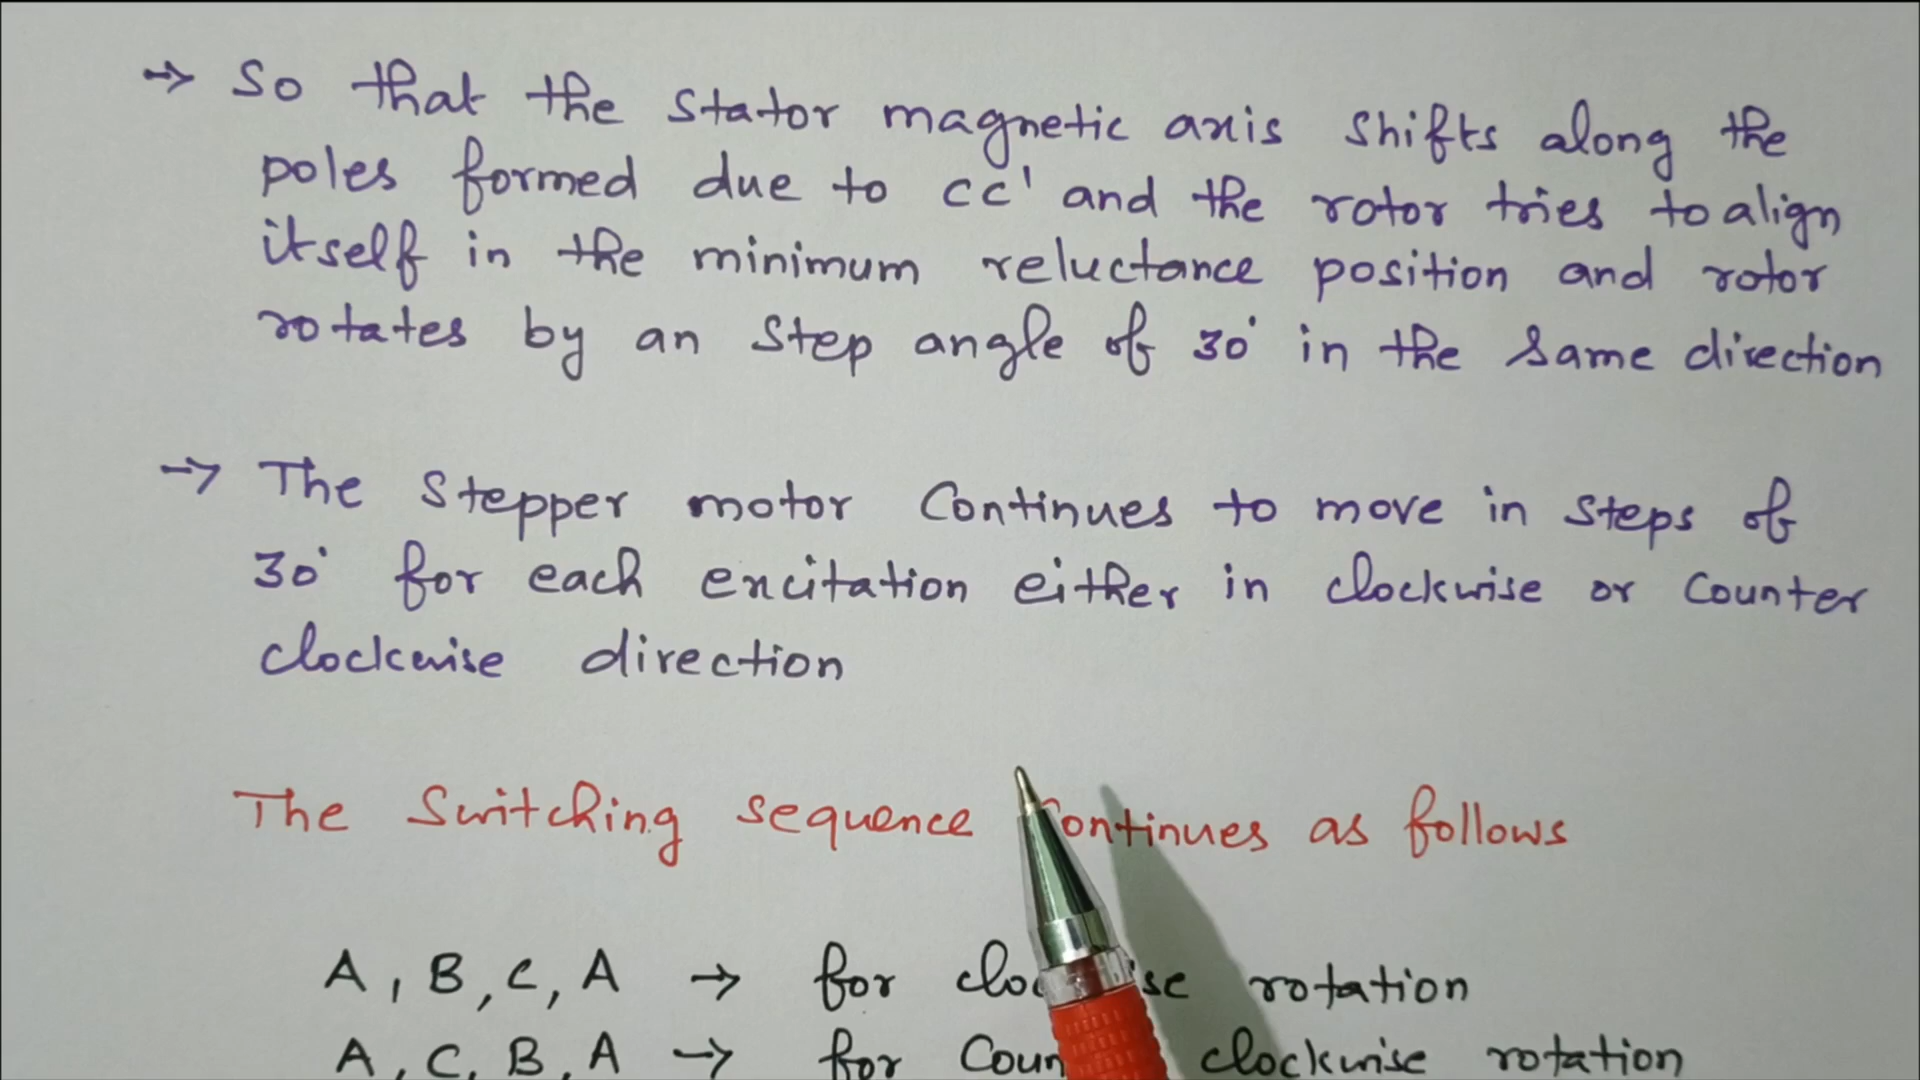 → So that the stator magnetic axis shifts along the
poles formed due to cc' and the rotor tries to align
itself in the minimum reluctance position and rotor
rotates by an step angle of 30° in the same direction
→ The stepper motor continues to move in steps of
30° for each excitation either in clockwise or counter
clockwise direction
The Switching sequence continues as follows
A, B, C, A → for clo se rotation
A, C, B, A → for Coun clockwise rotation